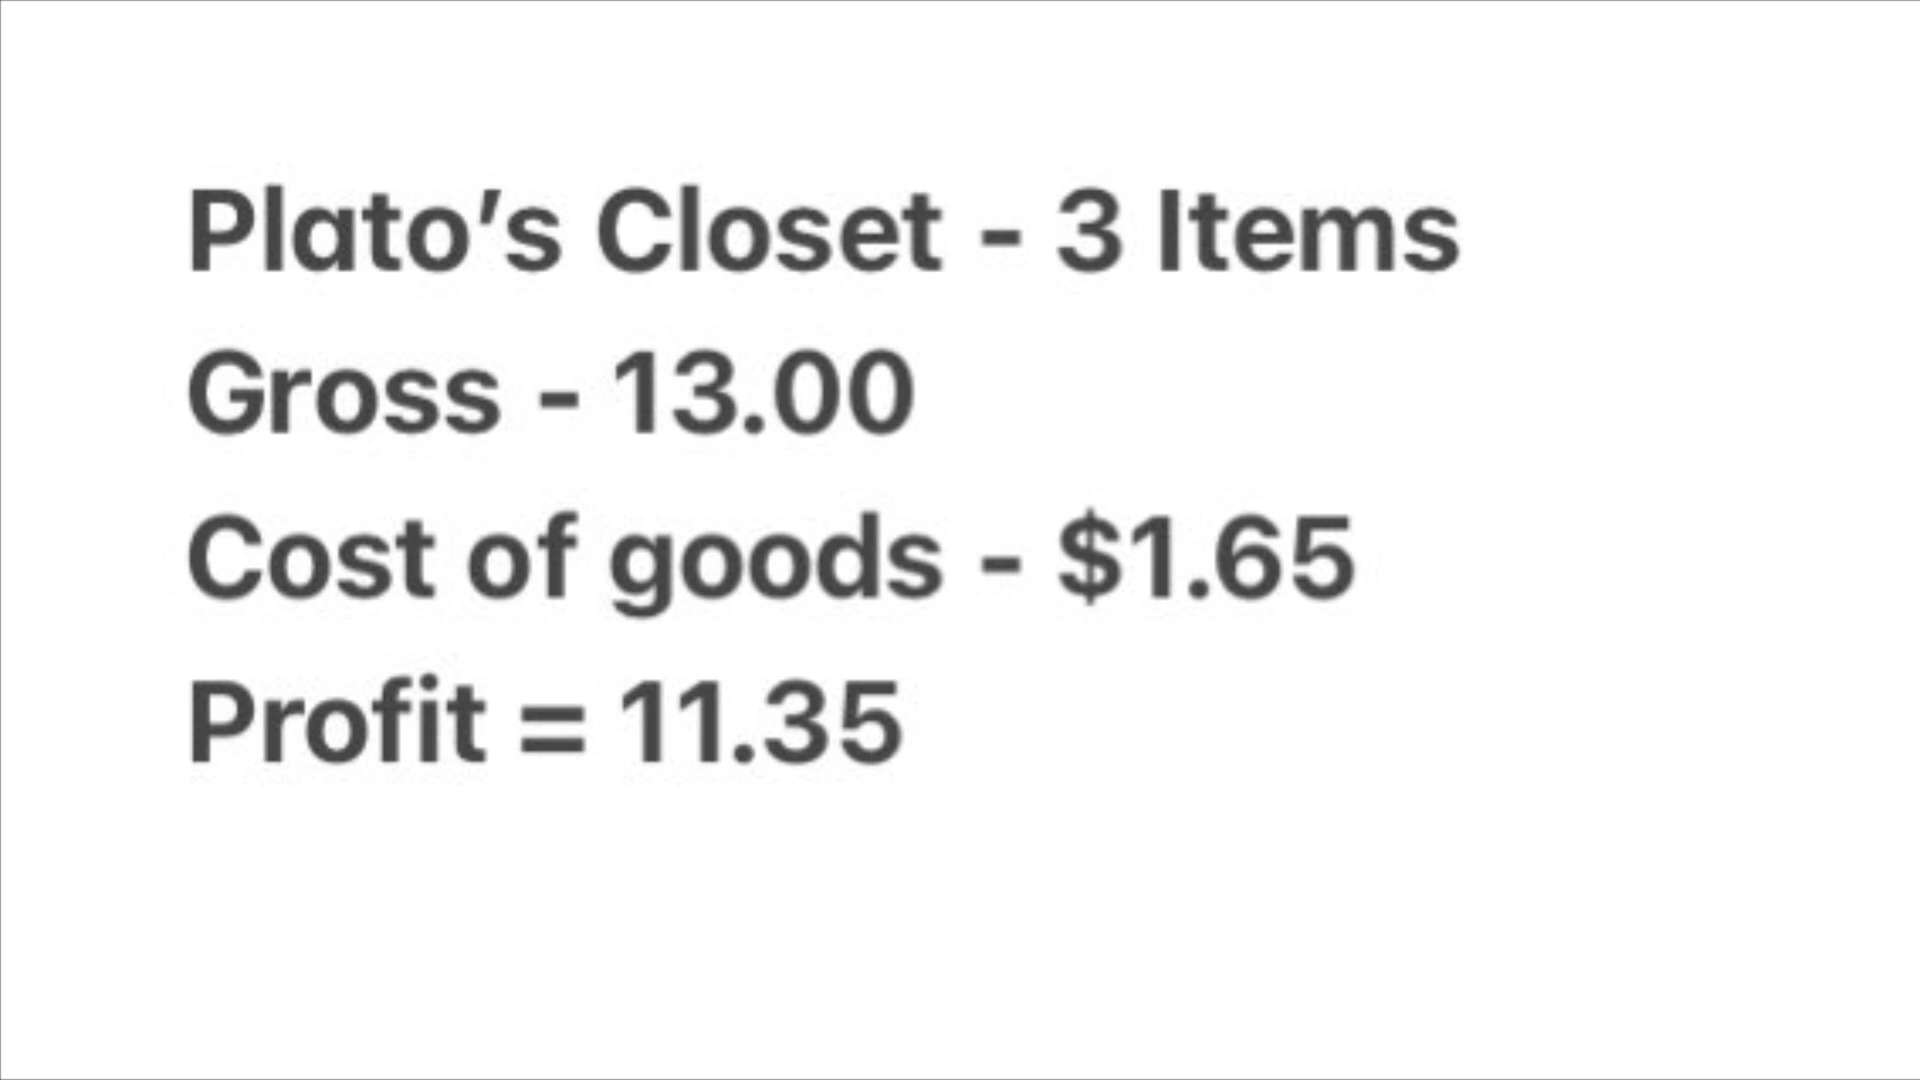 Plato’s Closet - 3 Items
Gross - 13.00
Cost of goods - $1.65
Profit = 11.35